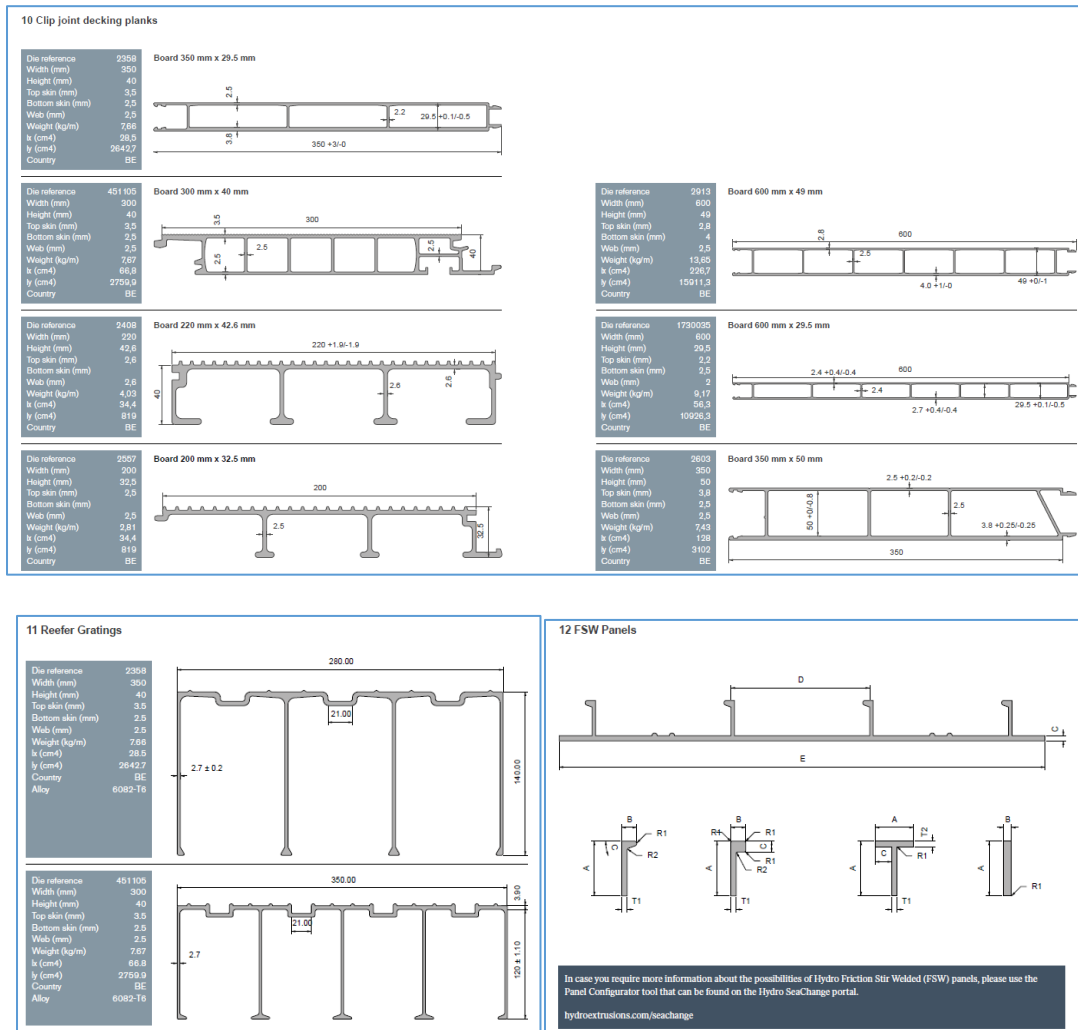 10 Clip joint decking planks
Die reference 2358
Width (mm) 350
Height (mm) 40
Top skin (mm) 3,5
Bottom skin (mm) 2,5
Web (mm) 2,5
Weight (kg/m) 7,66
Ix (cm4) 28,5
Iy (cm4) 2642,7
Country BE
Board 350 mm x 29.5 mm
2.5
2.2
29.5 +0.1/-0.5
3.8
350 +3/-0
Die reference 451105
Width (mm) 300
Height (mm) 40
Top skin (mm) 3,5
Bottom skin (mm) 2,5
Web (mm) 2,5
Weight (kg/m) 7,67
Ix (cm4) 66,8
Iy (cm4) 2759,9
Country BE
Board 300 mm x 40 mm
3.5
300
2.5
2.5
2.5
40
Die reference 2408
Width (mm) 220
Height (mm) 42,6
Top skin (mm) 2,6
Bottom skin (mm)
Web (mm) 2,6
Weight (kg/m) 4,03
Ix (cm4) 34,4
Iy (cm4) 819
Country BE
Board 220 mm x 42.6 mm
220 +1.9/-1.9
40
2.6
2.6
Die reference 2557
Width (mm) 200
Height (mm) 32,5
Top skin (mm) 2,5
Bottom skin (mm)
Web (mm) 2,5
Weight (kg/m) 2,81
Ix (cm4) 34,4
Iy (cm4) 819
Country BE
Board 200 mm x 32.5 mm
200
2.5
32.5
Die reference 2913
Width (mm) 600
Height (mm) 49
Top skin (mm) 2,8
Bottom skin (mm) 4
Web (mm) 2,5
Weight (kg/m) 13,65
Ix (cm4) 226,7
Iy (cm4) 15911,3
Country BE
Board 600 mm x 49 mm
2.8
600
2.5
4.0 +1/-0
49 +0/-1
Die reference 1730035
Width (mm) 600
Height (mm) 29,5
Top skin (mm) 2,2
Bottom skin (mm) 2,5
Web (mm) 2
Weight (kg/m) 9,17
Ix (cm4) 56,3
Iy (cm4) 10926,3
Country BE
Board 600 mm x 29.5 mm
2.4 +0.4/-0.4
600
2.4
2.7 +0.4/-0.4
29.5 +0.1/-0.5
Die reference 2603
Width (mm) 350
Height (mm) 50
Top skin (mm) 3,8
Bottom skin (mm) 2,5
Web (mm) 2,5
Weight (kg/m) 7,43
Ix (cm4) 128
Iy (cm4) 3102
Country BE
Board 350 mm x 50 mm
2.5 +0.2/-0.2
50 +0/-0.8
2.5
3.8 +0.25/-0.25
350
11 Reefer Gratings
Die reference 2358
Width (mm) 350
Height (mm) 40
Top skin (mm) 3.5
Bottom skin (mm) 2.5
Web (mm) 2.5
Weight (kg/m) 7.66
Ix (cm4) 28.5
Iy (cm4) 2642.7
Country BE
Alloy 6082-T6
280.00
21.00
2.7 ± 0.2
140.00
Die reference 451105
Width (mm) 300
Height (mm) 40
Top skin (mm) 3.5
Bottom skin (mm) 2.5
Web (mm) 2.5
Weight (kg/m) 7.67
Ix (cm4) 66.8
Iy (cm4) 2759.9
Country BE
Alloy 6082-T6
350.00
3.90
21.00
2.7
120 ± 1.10
12 FSW Panels
D
C
E
B
R1
C
R2
A
T1
B
R1
R1
C
R1
R2
A
T1
A
T2
C
R1
A
T1
B
A
R1
In case you require more information about the possibilities of Hydro Friction Stir Welded (FSW) panels, please use the
Panel Configurator tool that can be found on the Hydro SeaChange portal.
hydroextrusions.com/seachange